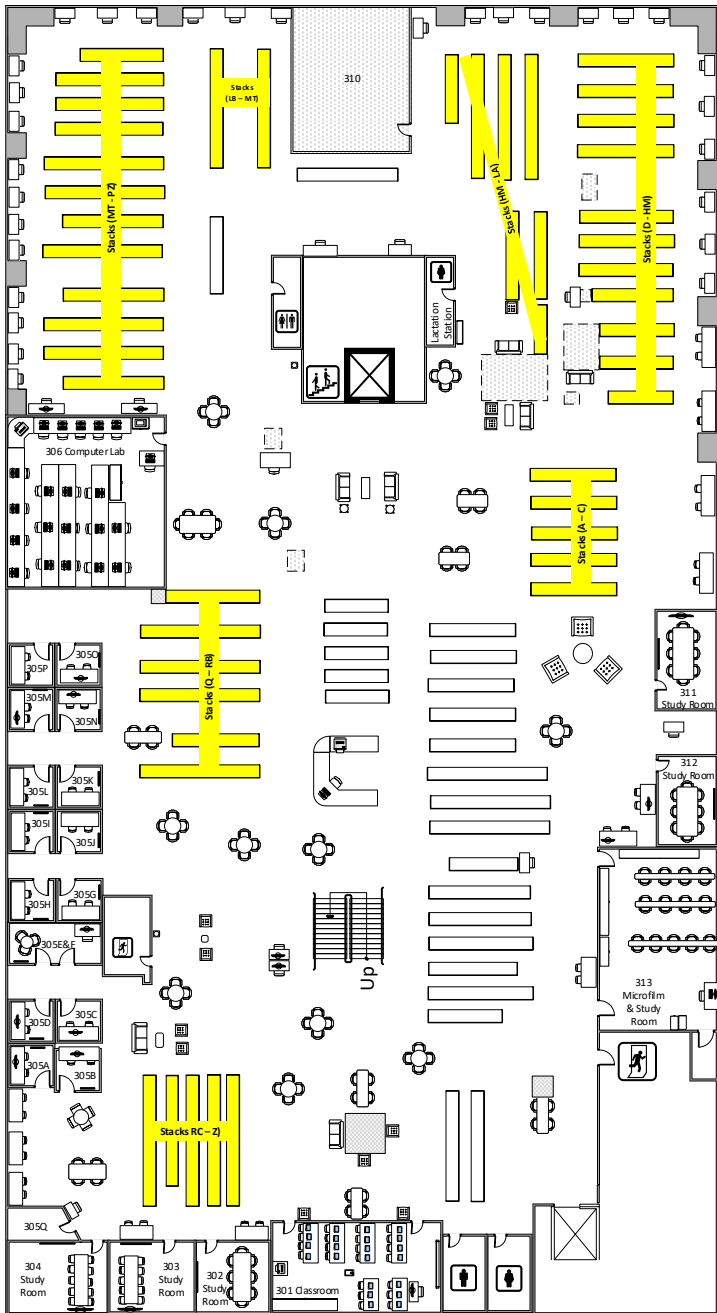 310
Stacks
(LB – MT)
Stacks (MT - PZ)
Stacks (HM - LA)
Stacks (D - HM)
Lactation
Station
306 Computer Lab
Stacks (A – C)
Stacks (Q – RB)
305P
305O
305M
305N
311
Study Room
312
Study Room
305L
305K
305I
305J
305H
305G
305E&F
Up
313
Microfilm
& Study
Room
305D
305C
305A
305B
Stacks RC – Z)
305Q
304
Study
Room
303
Study
Room
302
Study
Room
301 Classroom